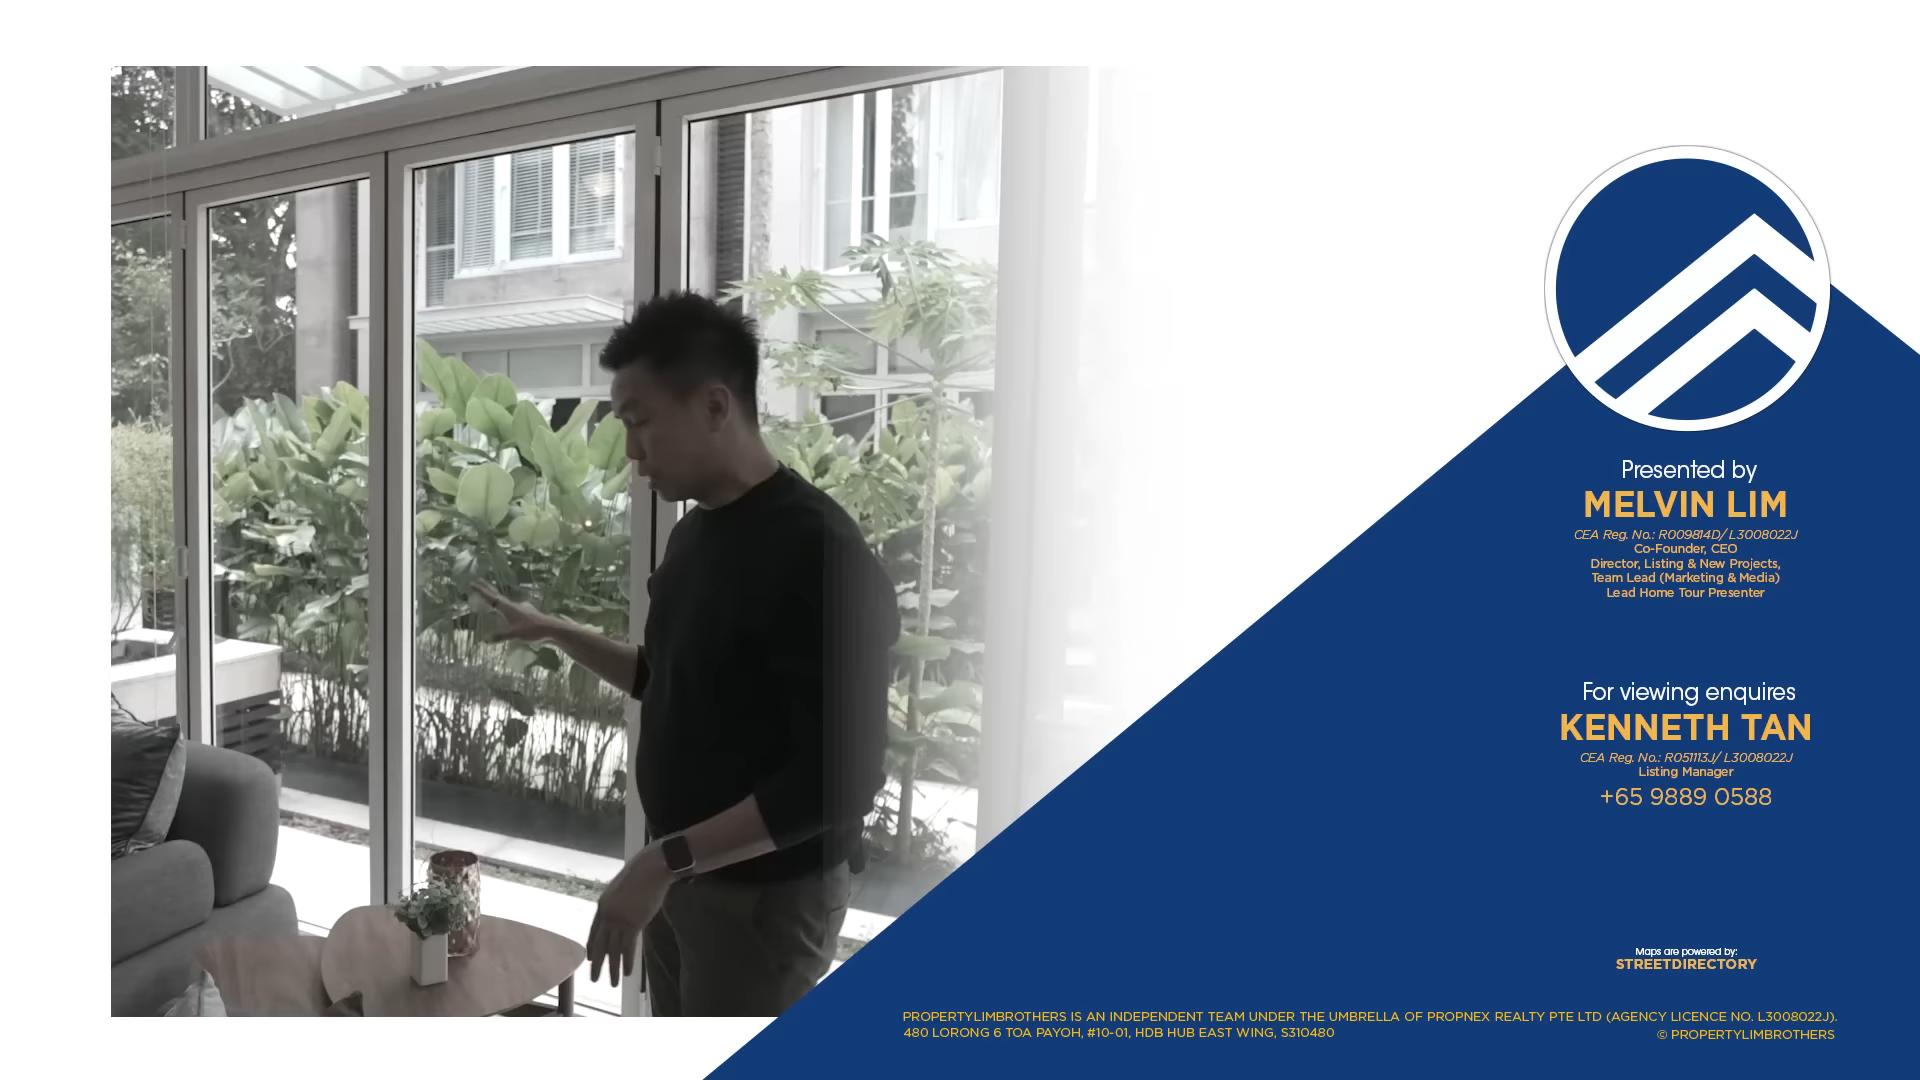 Presented by
MELVIN LIM
CEA Reg. No.: R009814D/ L3008022J
Co-Founder, CEO
Director, Listing & New Projects,
Team Lead (Marketing & Media)
Lead Home Tour Presenter
For viewing enquires
KENNETH TAN
CEA Reg. No.: R051113J/ L3008022J
Listing Manager
+65 9889 0588
Maps are powered by:
STREETDIRECTORY
PROPERTYLIMBROTHERS IS AN INDEPENDENT TEAM UNDER THE UMBRELLA OF PROPNEX REALTY PTE LTD (AGENCY LICENCE NO. L3008022J).
480 LORONG 6 TOA PAYOH, #10-01, HDB HUB EAST WING, S310480
© PROPERTYLIMBROTHERS